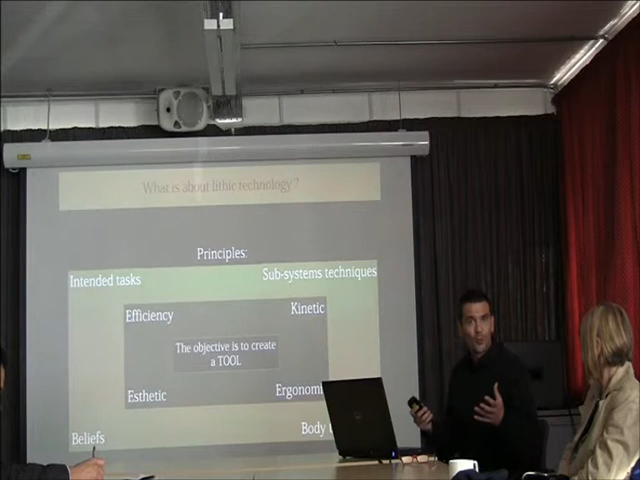 What is about lithic technology?
Principles:
Intended tasks
Sub-systems techniques
Efficiency
Kinetic
The objective is to create
a TOOL
Esthetic
Beliefs